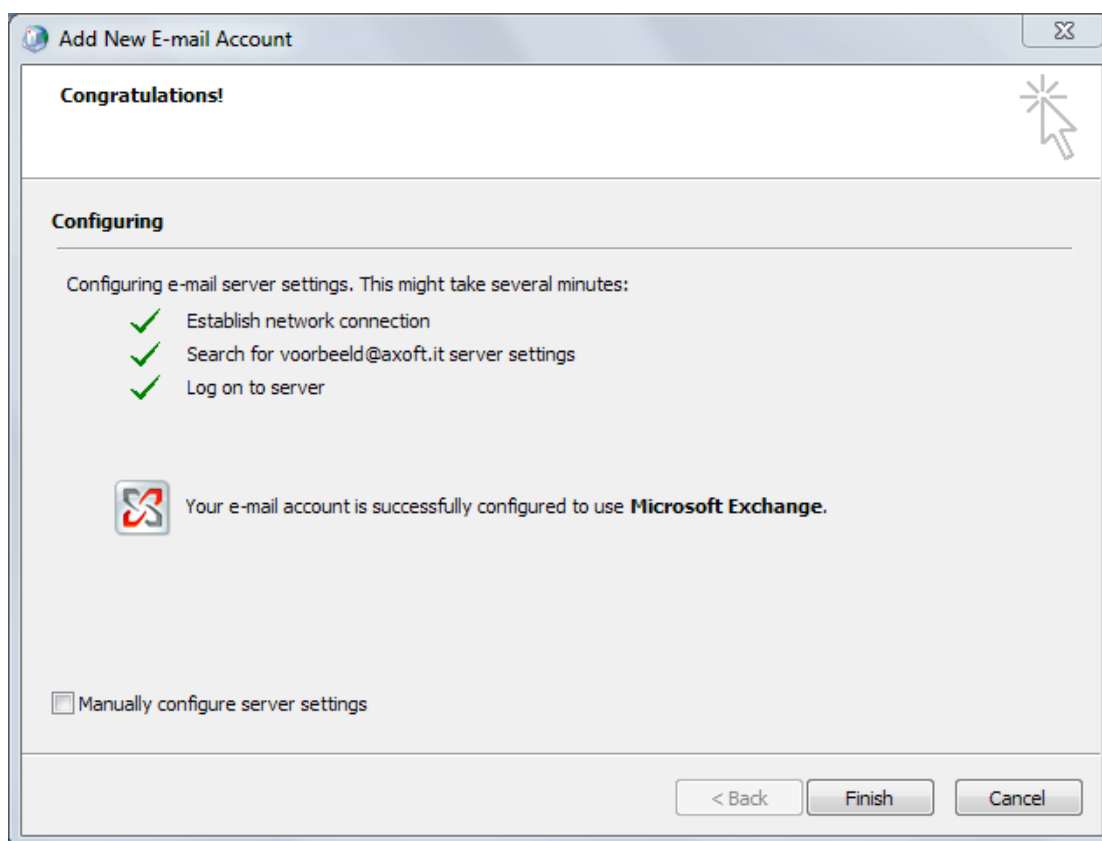 Add New E-mail Account
Congratulations!
Configuring
Configuring e-mail server settings. This might take several minutes:
Establish network connection
Search for voorbeeld@axoft.it server settings
Log on to server
Your e-mail account is successfully configured to use Microsoft Exchange.
Manually configure server settings
< Back Finish Cancel